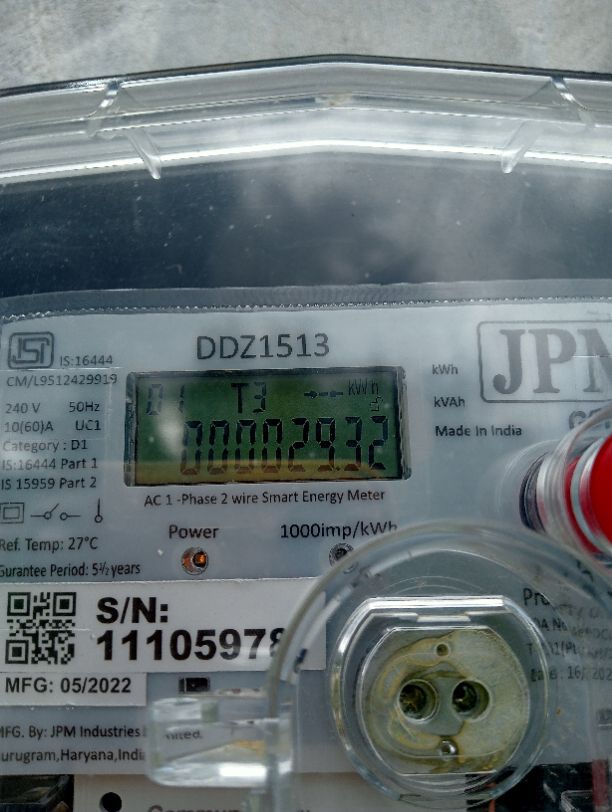 DDZ1513
IS:16444
CM/L9512429919
240 V 50Hz
10(60)A UC1
Category : D1
IS:16444 Part 1
IS 15959 Part 2
01 T3 kWh
000029.32
kWh
kVAh
JPM
Made In India
AC 1 -Phase 2 wire Smart Energy Meter
Power 1000imp/kWh
Ref. Temp: 27°C
Gurantee Period: 5½ years
S/N:
11105978
MFG: 05/2022
MFG. By: JPM Industries
Haryana,India